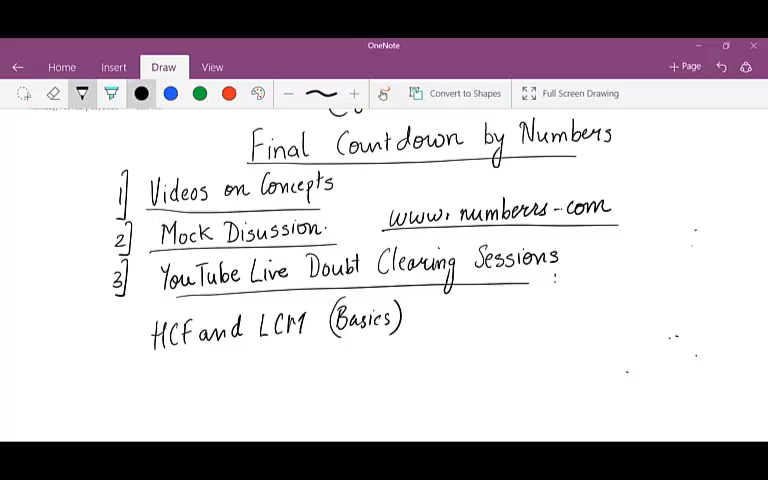 OneNote
Home Insert Draw View
+ Page
Convert to Shapes
Full Screen Drawing
Final Countdown by Numbers
1] Videos on Concepts
2] Mock Disussion.
www.numberrs.com
3] YouTube Live Doubt Clearing Sessions
HCF and LCM (Basics)